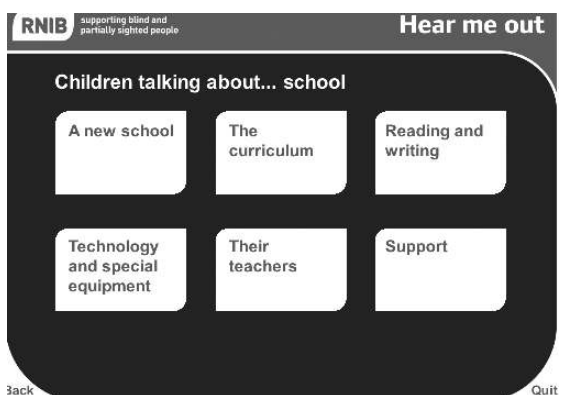 RNIB
supporting blind and
partially sighted people
Hear me out
Children talking about... school
A new school
The
curriculum
Reading and
writing
Technology
and special
equipment
Their
teachers
Support
Back
Quit